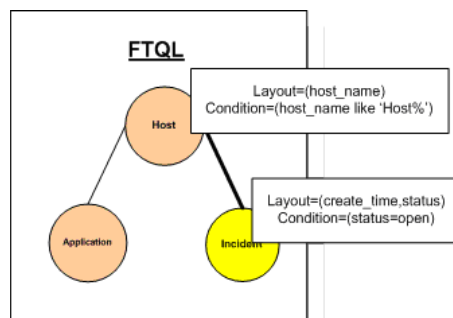 FTQL
Host
Layout=(host_name)
Condition=(host_name like ‘Host%’)
Layout=(create_time,status)
Condition=(status=open)
Application
Incident